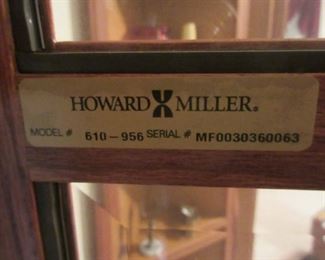 HOWARD MILLER®
MODEL # 610-956 SERIAL # MF0030360063